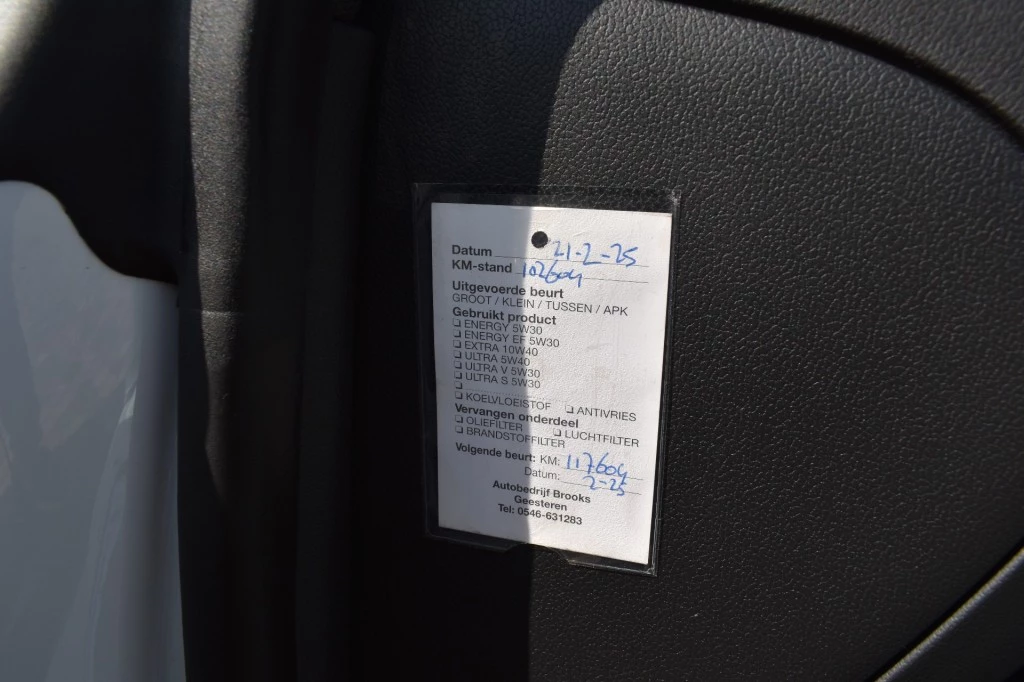 Datum 21-2-25
KM-stand 102604
Uitgevoerde beurt
GROOT / KLEIN / TUSSEN / APK
Gebruikt product
❏ ENERGY 5W30
❏ ENERGY EF 5W30
❏ EXTRA 10W40
❏ ULTRA 5W40
❏ ULTRA V 5W30
❏ ULTRA S 5W30
❏
❏ KOELVLOEISTOF ❏ ANTIVRIES
Vervangen onderdeel
❏ OLIEFILTER ❏ LUCHTFILTER
❏ BRANDSTOFFILTER
Volgende beurt: KM: 117604
Datum: 2-25
Autobedrijf Brooks
Geesteren
Tel: 0546-631283